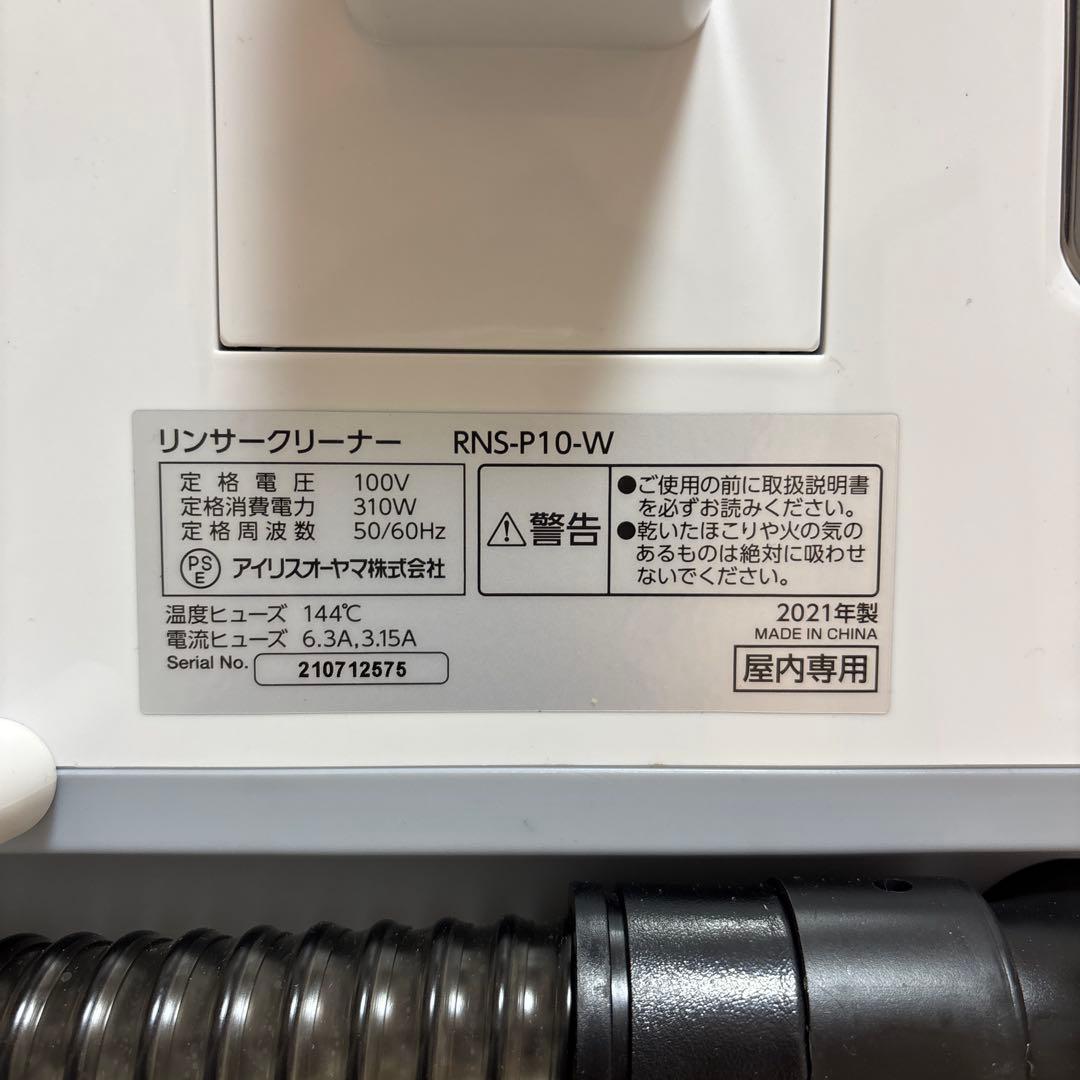 リンサークリーナー RNS-P10-W
定格電圧 100V
定格消費電力 310W
定格周波数 50/60Hz
PSE アイリスオーヤマ株式会社
⚠警告
●ご使用の前に取扱説明書
を必ずお読みください。
●乾いたほこりや火の気の
あるものは絶対に吸わせ
ないでください。
温度ヒューズ 144℃
電流ヒューズ 6.3A,3.15A
Serial No. 210712575
2021年製
MADE IN CHINA
屋内専用